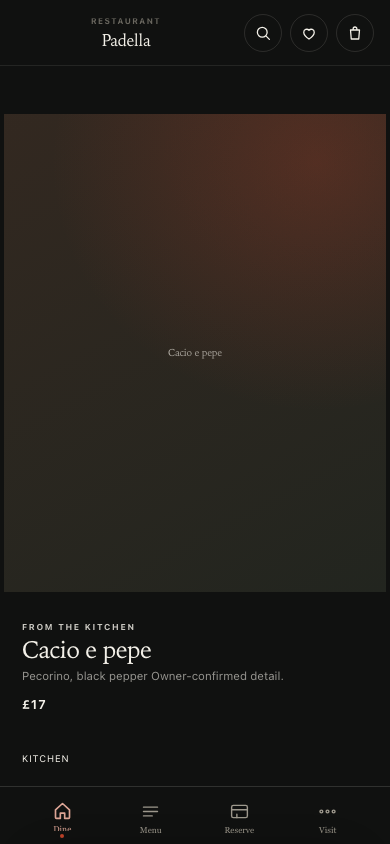 RESTAURANT
Padella
Cacio e pepe
FROM THE KITCHEN
Cacio e pepe
Pecorino, black pepper Owner-confirmed detail.
£17
KITCHEN
Dine
Menu
Reserve
Visit